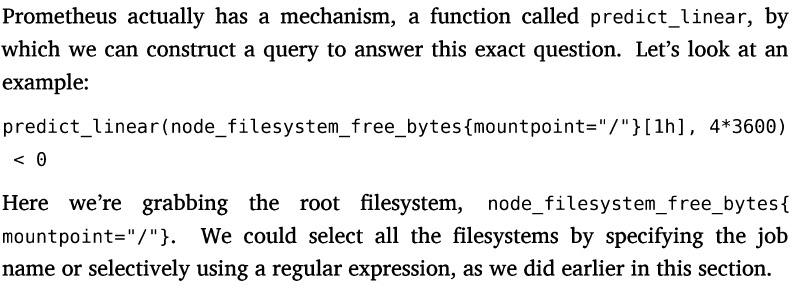 Prometheus actually has a mechanism, a function called predict_linear, by
which we can construct a query to answer this exact question. Let’s look at an
example:
predict_linear(node_filesystem_free_bytes{mountpoint="/"}[1h], 4*3600)
< 0
Here we’re grabbing the root filesystem, node_filesystem_free_bytes{
mountpoint="/"}. We could select all the filesystems by specifying the job
name or selectively using a regular expression, as we did earlier in this section.